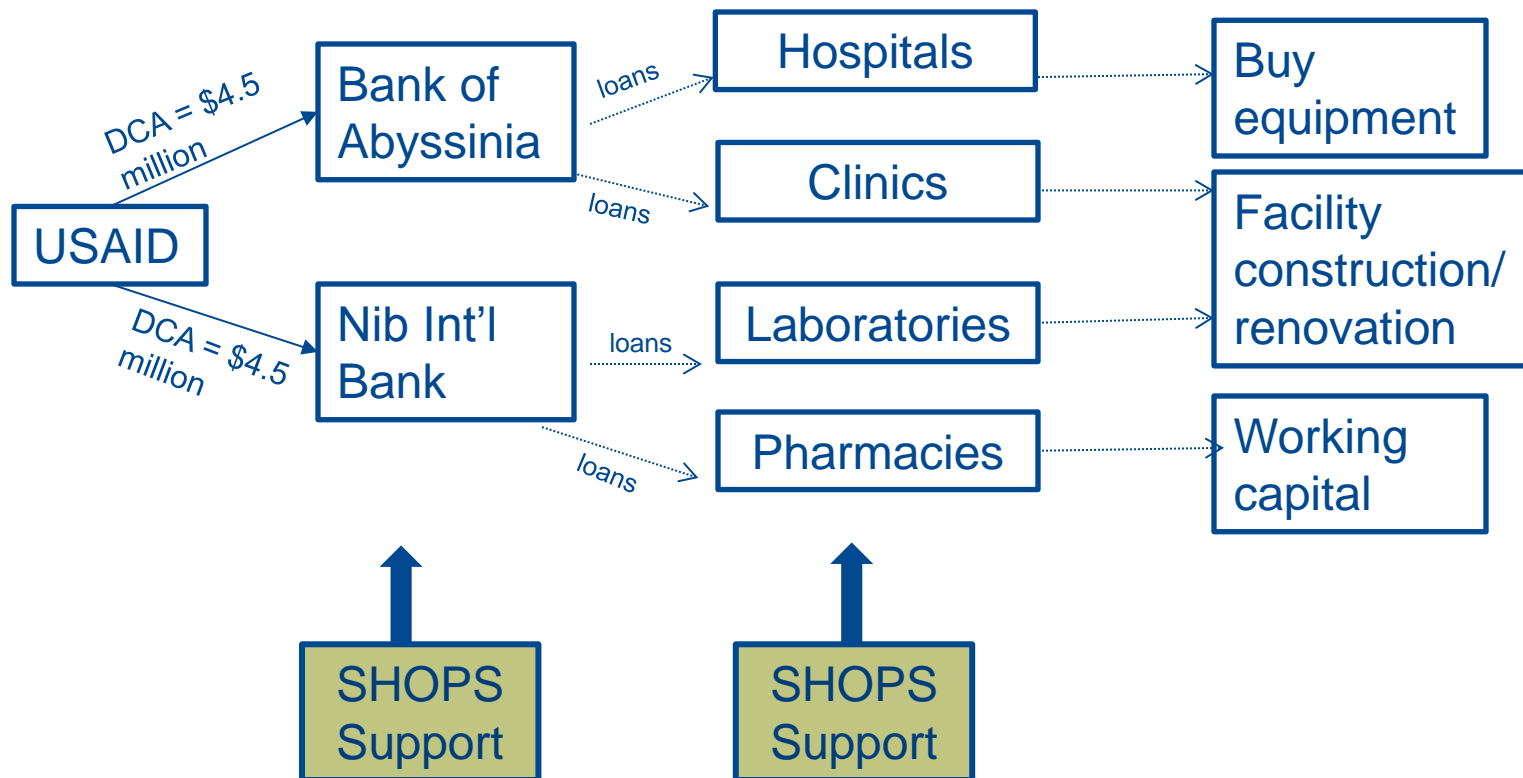 DCA = $4.5
million
USAID
DCA = $4.5
million
Bank of
Abyssinia
Nib Int’l
Bank
loans
loans
loans
loans
Hospitals
Clinics
Laboratories
Pharmacies
Buy
equipment
Facility
construction/
renovation
Working
capital
SHOPS
Support
SHOPS
Support